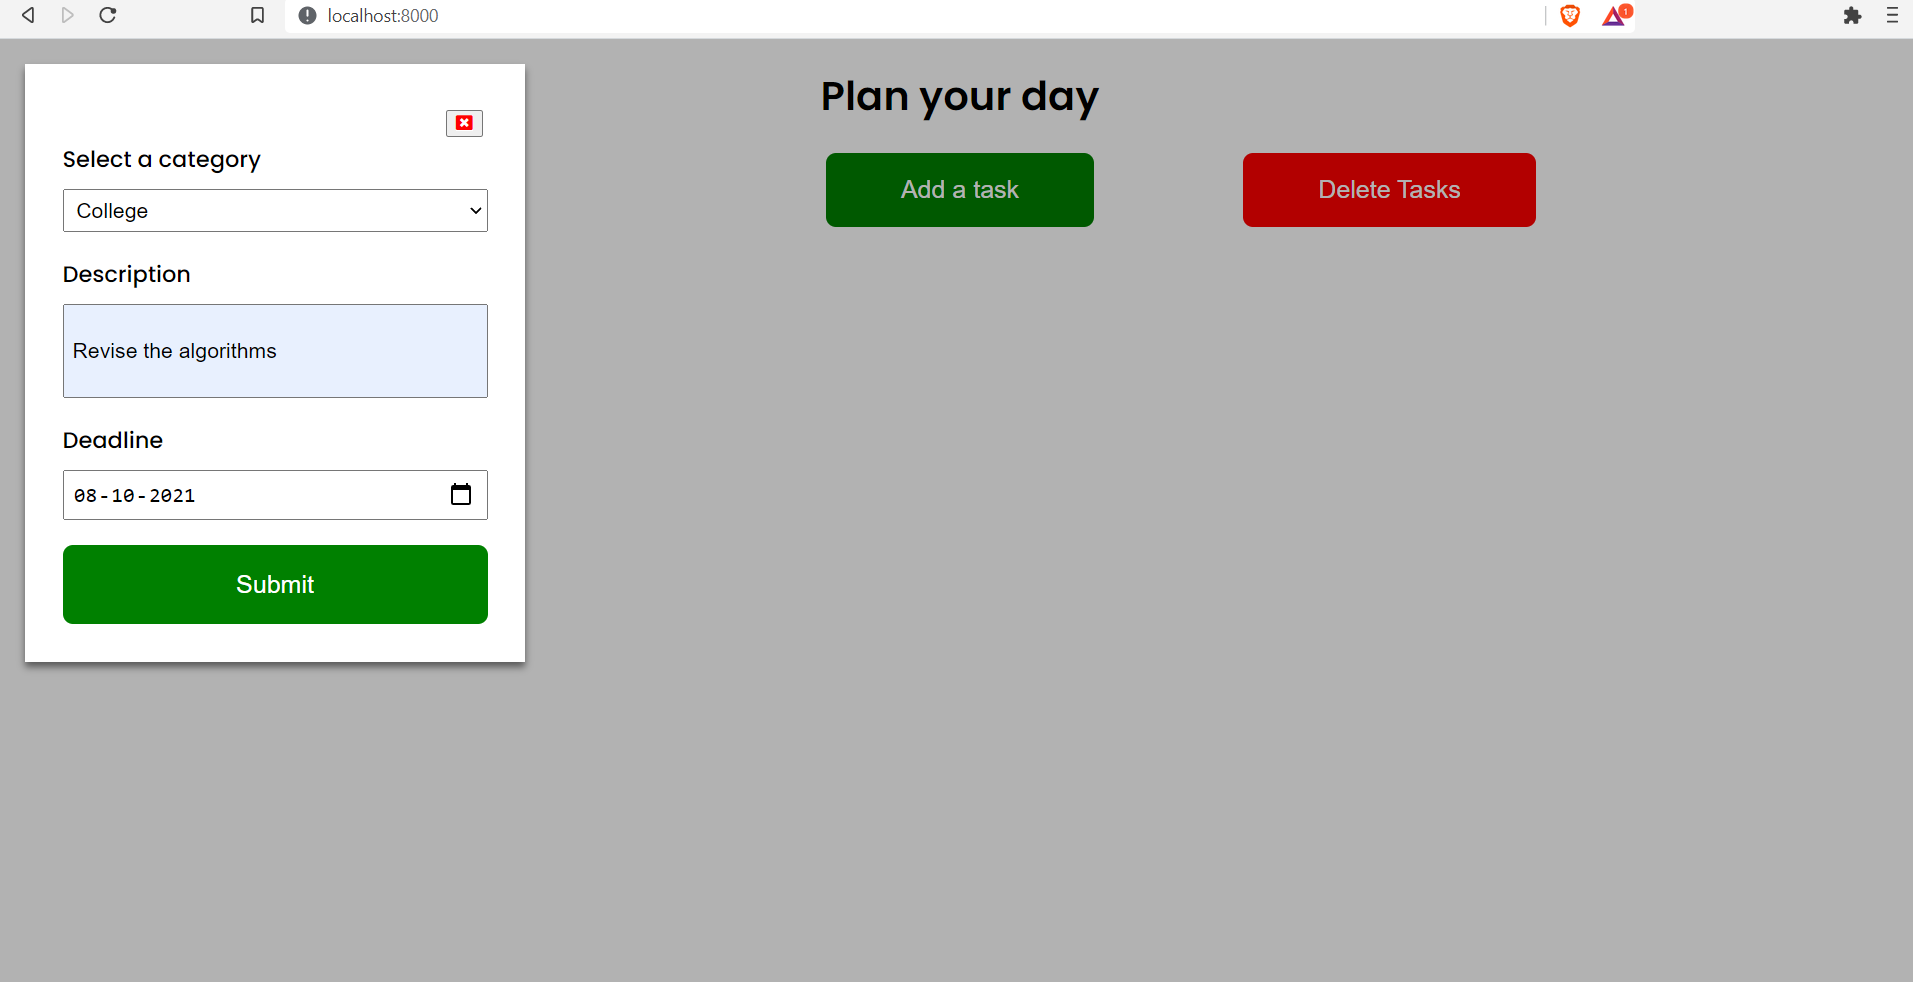 localhost:8000
1
Plan your day
Add a task
Delete Tasks
Select a category
College
Description
Revise the algorithms
Deadline
08-10-2021
Submit